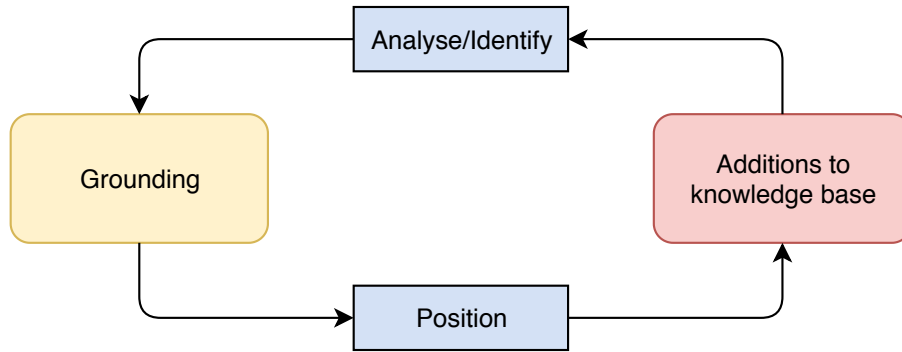 Analyse/Identify
Grounding
Additions to
knowledge base
Position